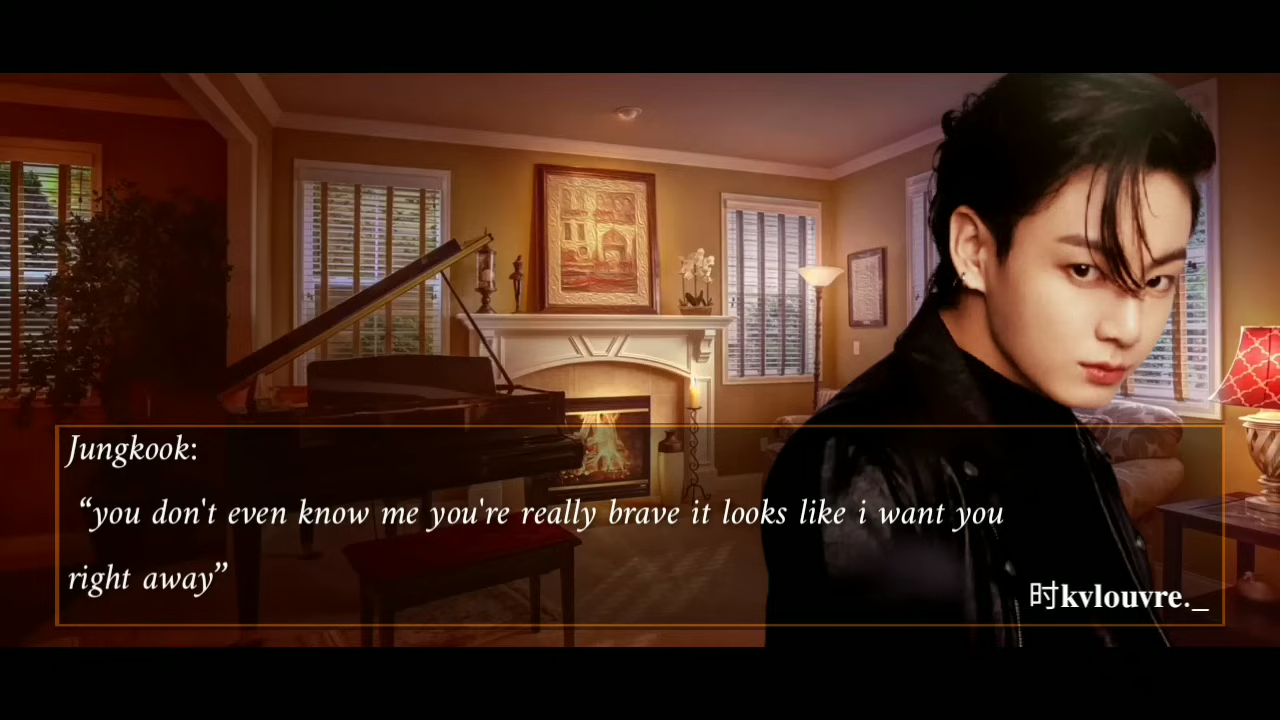 Jungkook:
“you don't even know me you're really brave it looks like i want you
right away”
时kvlouvre._